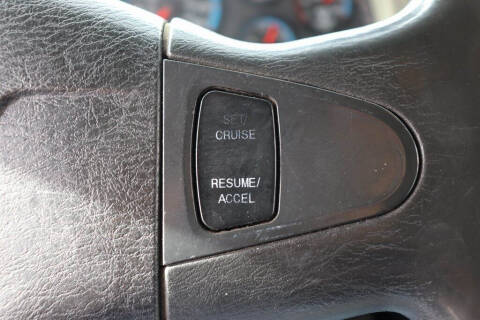 SET/
CRUISE
RESUME/
ACCEL